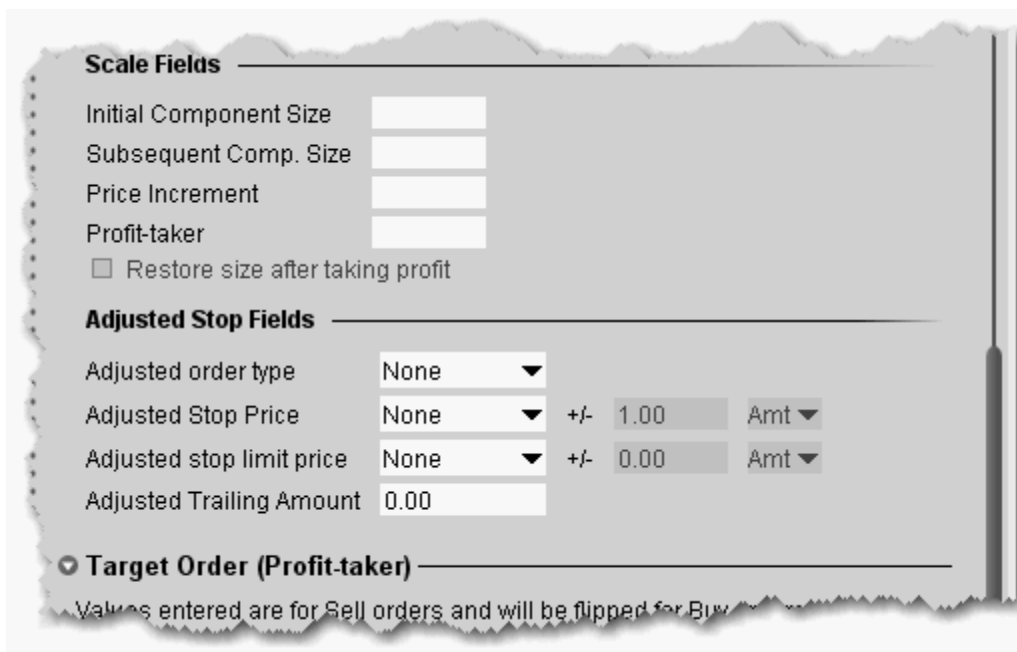 Scale Fields
Initial Component Size
Subsequent Comp. Size
Price Increment
Profit-taker
Restore size after taking profit
Adjusted Stop Fields
Adjusted order type None
Adjusted Stop Price None +/- 1.00 Amt
Adjusted stop limit price None +/- 0.00 Amt
Adjusted Trailing Amount 0.00
Target Order (Profit-taker)
Values entered are for Sell orders and will be flipped for Buy